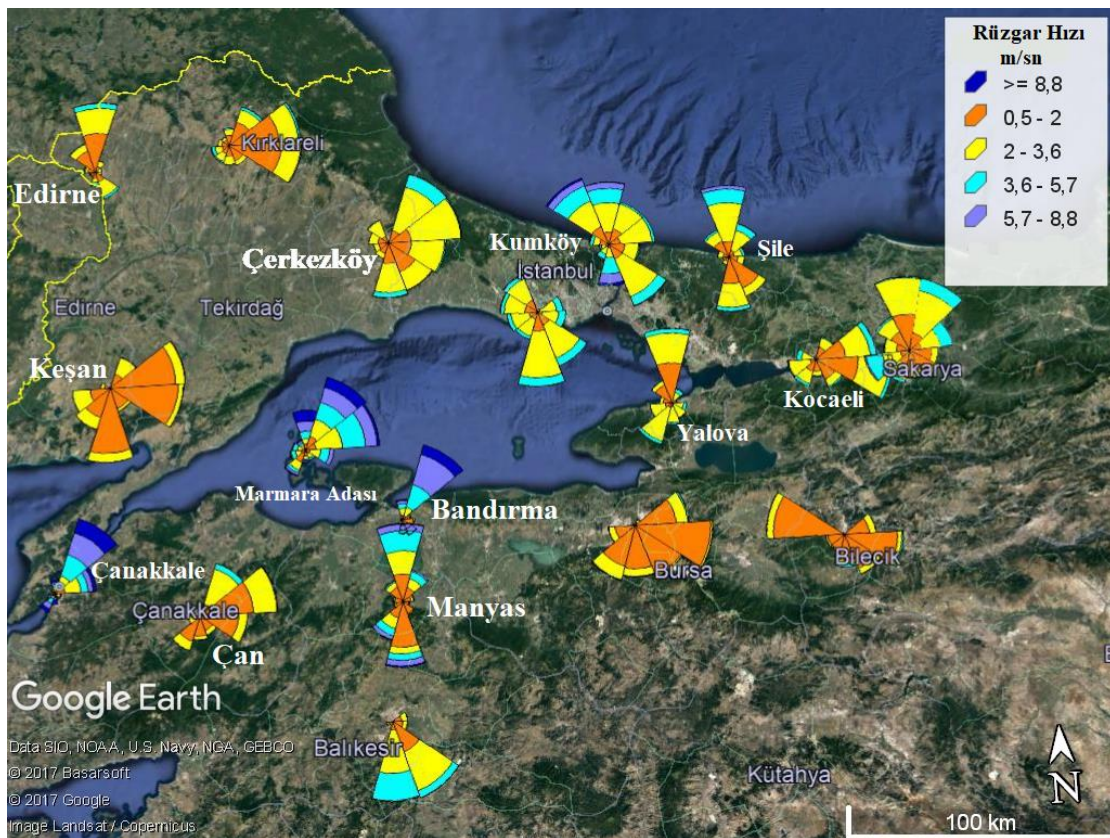 Rüzgar Hızı
m/sn
>= 8,8
0,5 - 2
2 - 3,6
3,6 - 5,7
5,7 - 8,8
Kırklareli
Edirne
Kumköy
Şile
Çerkezköy
İstanbul
Edirne
Tekirdağ
Keşan
Sakarya
Kocaeli
Yalova
Marmara Adası
Bandırma
Çanakkale
Bursa
Bilecik
Çanakkale
Manyas
Çan
Google Earth
Data SIO, NOAA, U.S. Navy, NGA, GEBCO
© 2017 Basarsoft
© 2017 Google
Image Landsat / Copernicus
Balıkesir
Kütahya
N
100 km